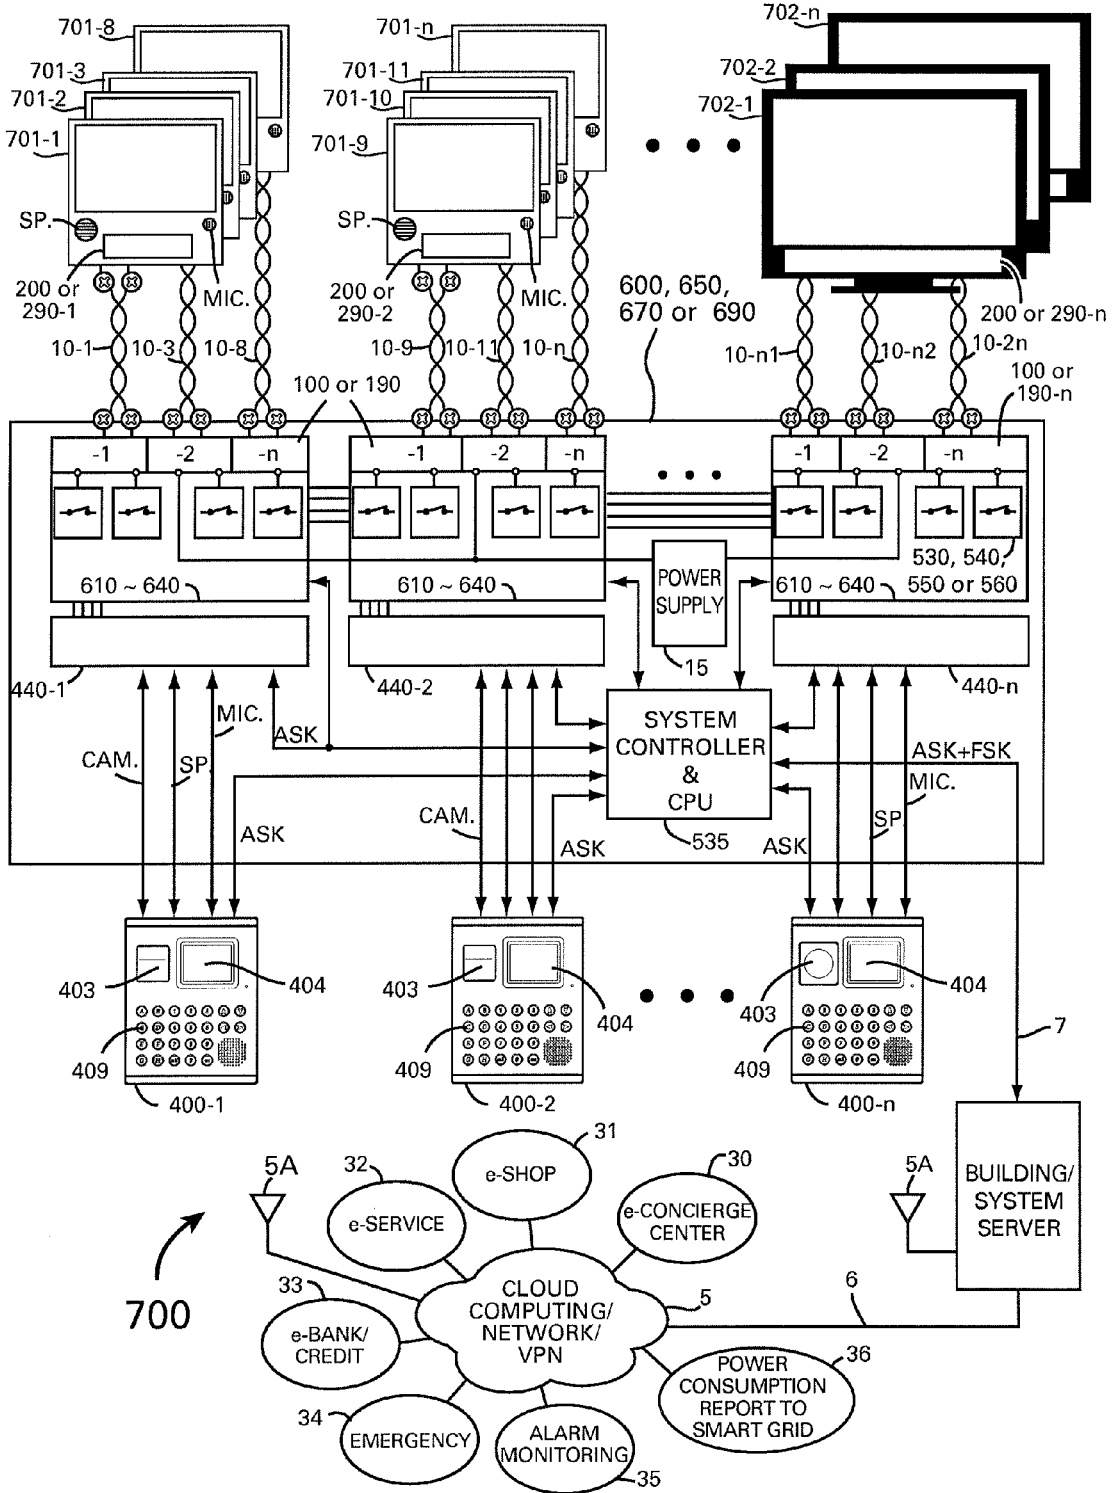 701-8
701-3
701-2
701-1
SP.
200 or
290-1
MIC.
10-1
10-3
10-8
701-n
701-11
701-10
701-9
SP.
200 or
290-2
MIC.
10-9
10-11
10-n
702-n
702-2
702-1
600, 650,
670 or 690
200 or 290-n
10-n1
10-n2
10-2n
100 or 190
100 or
190-n
-1
-2
-n
-1
-2
-n
-1
-2
-n
610 ~ 640
610 ~ 640
POWER
SUPPLY
610 ~ 640
530, 540,
550 or 560
440-1
440-2
15
440-n
CAM.
SP.
MIC.
ASK
ASK
CAM.
ASK
SYSTEM
CONTROLLER
&
CPU
535
ASK+FSK
MIC.
SP
ASK
403
404
409
400-1
403
404
409
400-2
403
404
409
400-n
7
BUILDING/
SYSTEM
SERVER
5A
5A
700
32
e-SERVICE
31
e-SHOP
30
e-CONCIERGE
CENTER
33
e-BANK/
CREDIT
CLOUD
COMPUTING/
NETWORK/
VPN
5
6
34
EMERGENCY
ALARM
MONITORING
35
POWER
CONSUMPTION
REPORT TO
SMART GRID
36